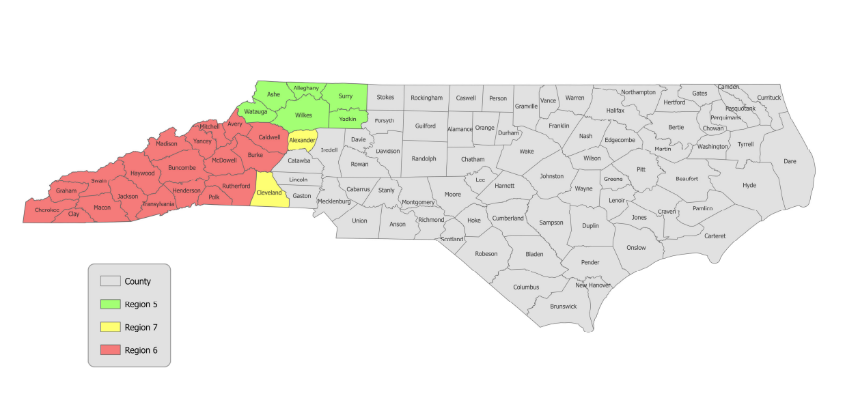 Ashe
Alleghany
Surry
Stokes
Rockingham
Caswell
Person
Granville
Vance
Warren
Northampton
Gates
Camden
Currituck
Hertford
Halifax
Pasquotank
Perquimans
Watauga
Wilkes
Yadkin
Forsyth
Guilford
Alamance
Orange
Durham
Franklin
Nash
Edgecombe
Bertie
Chowan
Washington
Tyrrell
Dare
Mitchell
Avery
Caldwell
Alexander
Davie
Iredell
Davidson
Randolph
Chatham
Wake
Wilson
Martin
Madison
Yancey
Burke
McDowell
Catawba
Rowan
Haywood
Buncombe
Swain
Graham
Jackson
Henderson
Rutherford
Cleveland
Lincoln
Gaston
Cabarrus
Stanly
Montgomery
Moore
Lee
Harnett
Johnston
Wayne
Greene
Pitt
Beaufort
Hyde
Cherokee
Clay
Macon
Transylvania
Polk
Mecklenburg
Union
Anson
Richmond
Scotland
Hoke
Cumberland
Sampson
Duplin
Lenoir
Jones
Craven
Pamlico
Carteret
Onslow
Robeson
Bladen
Pender
Columbus
New Hanover
Brunswick
County
Region 5
Region 7
Region 6